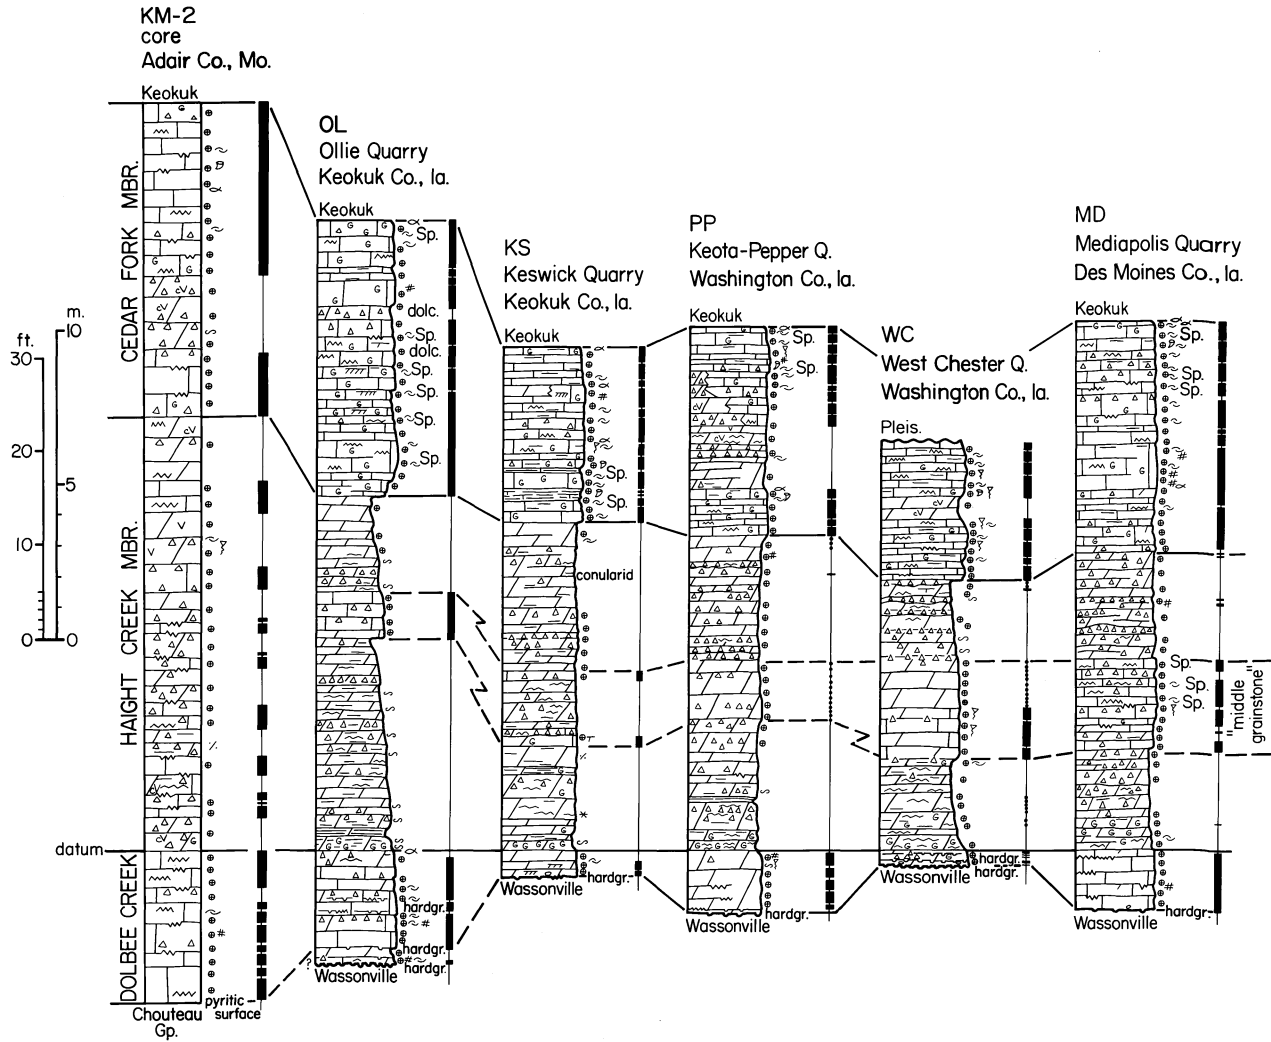 KM-2
core
Adair Co., Mo.
Keokuk
OL
Ollie Quarry
Keokuk Co., Ia.
Keokuk
KS
Keswick Quarry
Keokuk Co., Ia.
Keokuk
PP
Keota-Pepper Q.
Washington Co., Ia.
Keokuk
WC
West Chester Q.
Washington Co., Ia.
Pleis.
MD
Mediapolis Quarry
Des Moines Co., Ia.
Keokuk
CEDAR FORK MBR.
HAIGHT CREEK MBR.
DOLBEE CREEK
ft.
m.
30
20
10
0
10
5
0
datum
Sp.
dolc.
Sp.
dolc.
Sp.
Sp.
Sp.
Sp.
hardgr.
hardgr.
hardgr.
?
Wassonville
pyritic
surface
Chouteau
Gp.
Sp.
Sp.
conularid
hardgr.
Wassonville
Sp.
Sp.
hardgr.
Wassonville
hardgr.
hardgr.
Wassonville
Sp.
Sp.
Sp.
Sp.
Sp.
Sp.
"middle
grainstone"
hardgr.
Wassonville